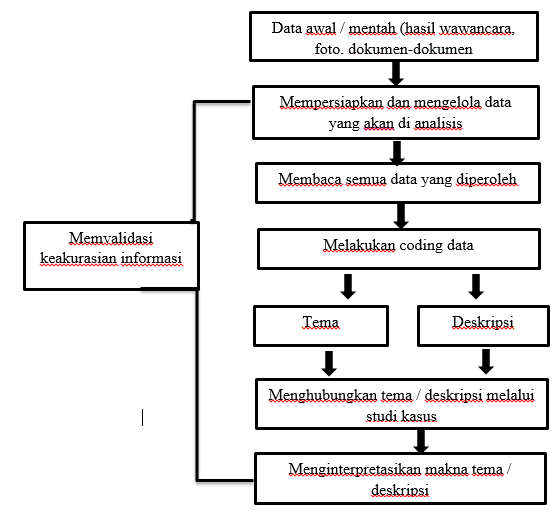 Data awal / mentah (hasil wawancara,
foto. dokumen-dokumen
Mempersiapkan dan mengelola data
yang akan di analisis
Membaca semua data yang diperoleh
Memvalidasi
keakurasian informasi
Melakukan coding data
Tema
Deskripsi
Menghubungkan tema / deskripsi melalui
studi kasus
Menginterpretasikan makna tema /
deskripsi